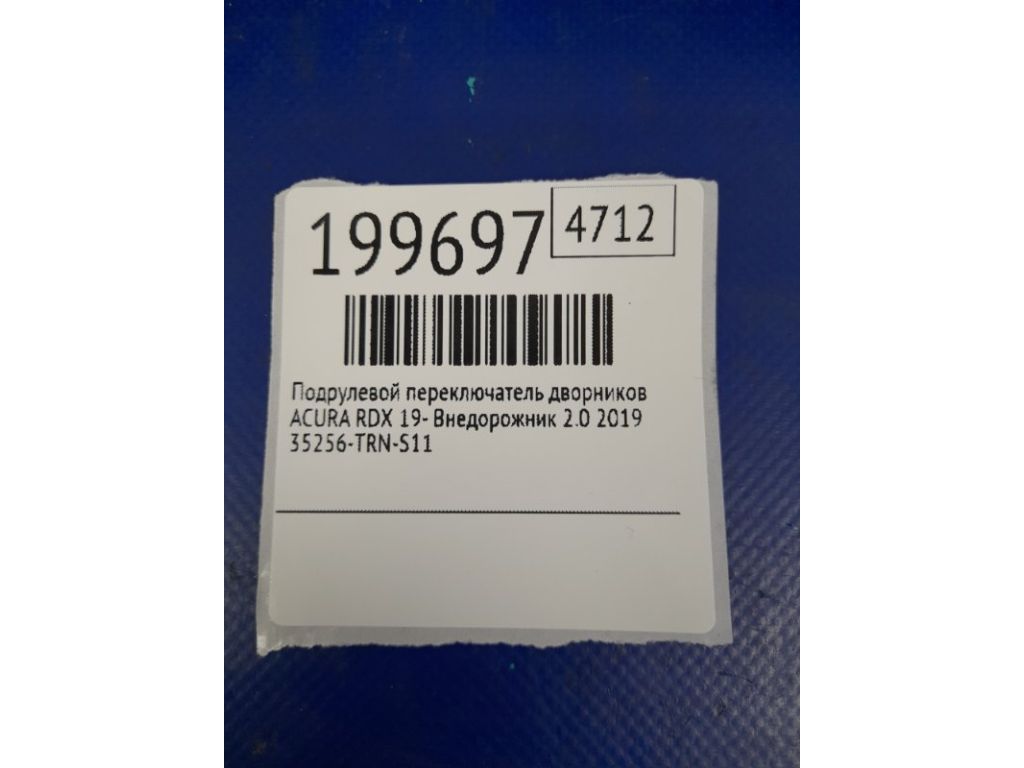 199697 4712
Подрулевой переключатель дворников
ACURA RDX 19- Внедорожник 2.0 2019
35256-TRN-S11